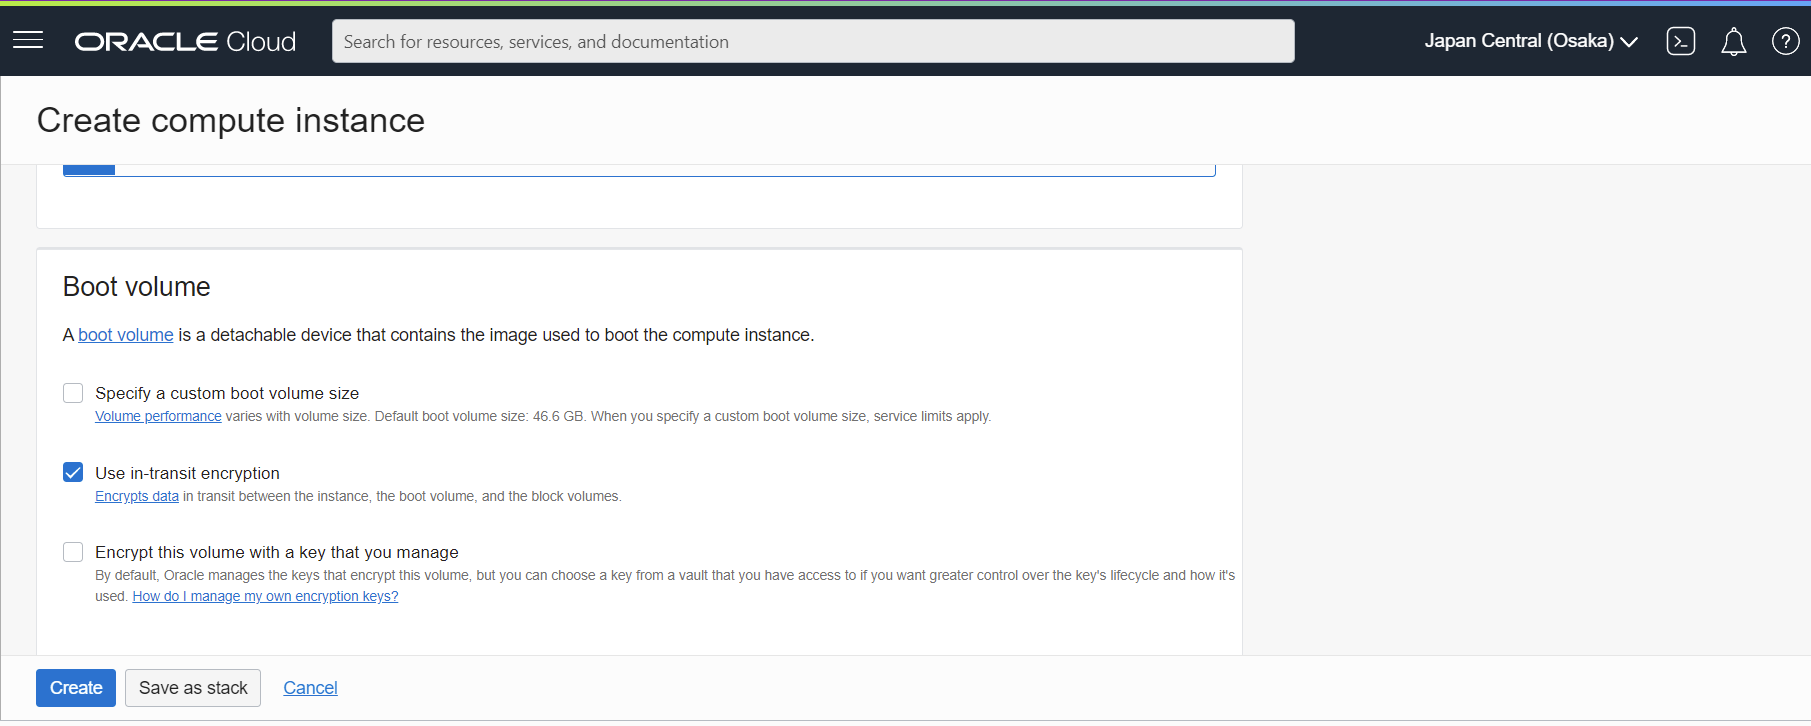 ORACLE Cloud
Search for resources, services, and documentation
Japan Central (Osaka)
Create compute instance
Boot volume
A boot volume is a detachable device that contains the image used to boot the compute instance.
Specify a custom boot volume size
Volume performance varies with volume size. Default boot volume size: 46.6 GB. When you specify a custom boot volume size, service limits apply.
Use in-transit encryption
Encrypts data in transit between the instance, the boot volume, and the block volumes.
Encrypt this volume with a key that you manage
By default, Oracle manages the keys that encrypt this volume, but you can choose a key from a vault that you have access to if you want greater control over the key's lifecycle and how it's
used. How do I manage my own encryption keys?
Create Save as stack Cancel